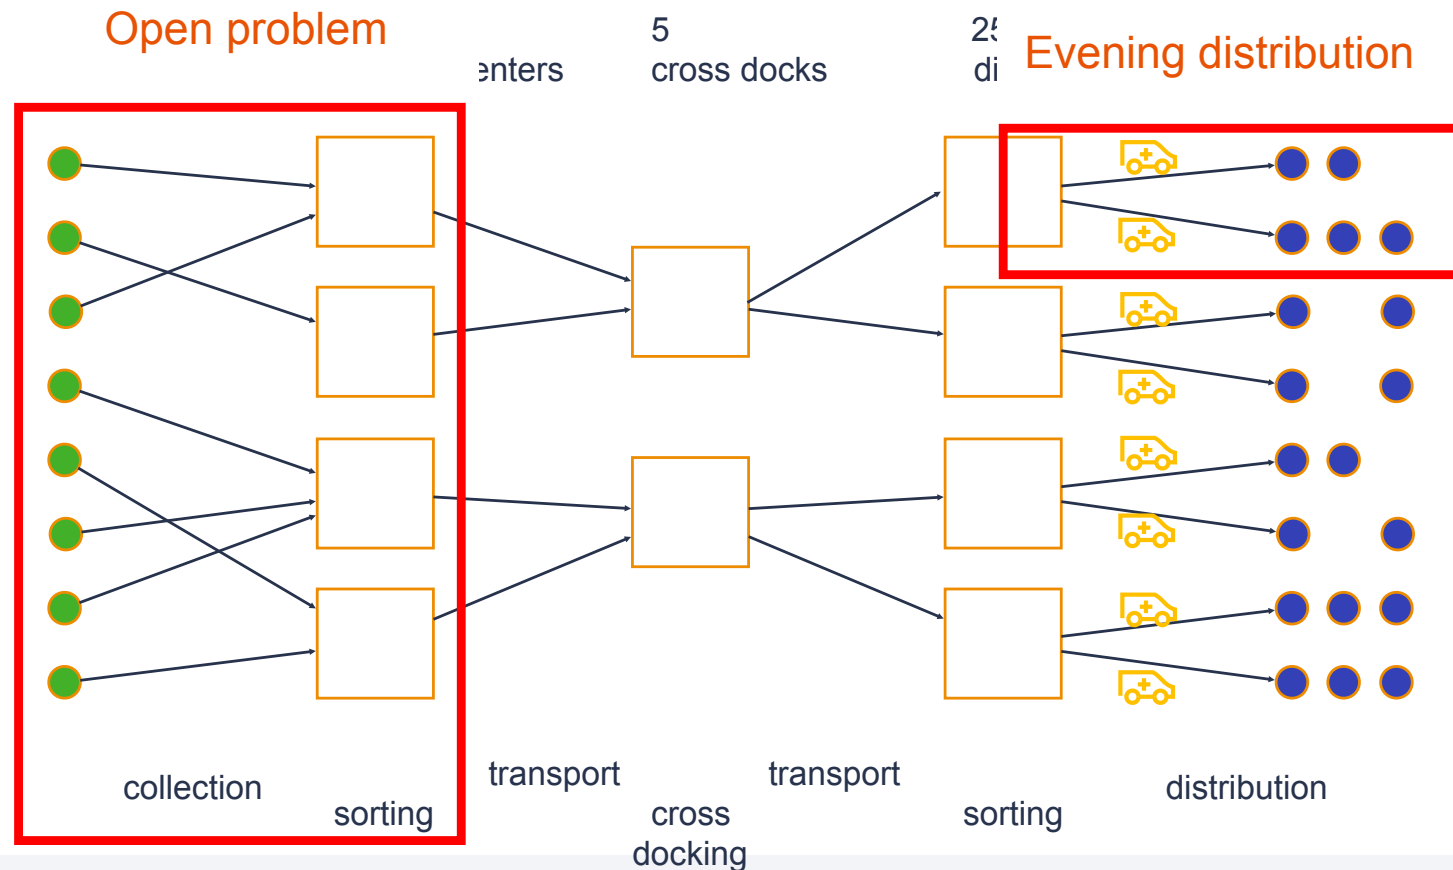 Open problem
5
cross docks
Evening distribution
collection
sorting
transport
cross
docking
transport
sorting
distribution